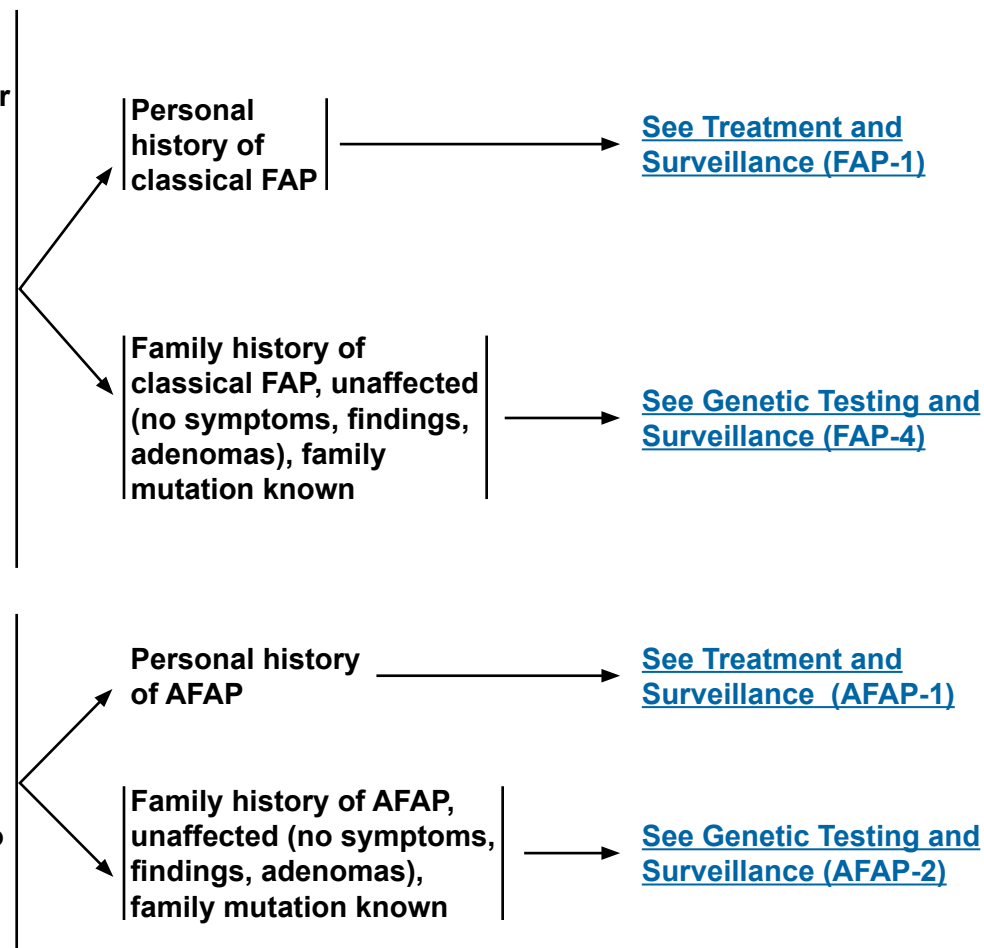 r
Personal
history of
classical FAP
See Treatment and
Surveillance (FAP-1)
Family history of
classical FAP, unaffected
(no symptoms, findings,
adenomas), family
mutation known
See Genetic Testing and
Surveillance (FAP-4)
Personal history
of AFAP
See Treatment and
Surveillance  (AFAP-1)
Family history of AFAP,
unaffected (no symptoms,
findings, adenomas),
family mutation known
See Genetic Testing and
Surveillance (AFAP-2)